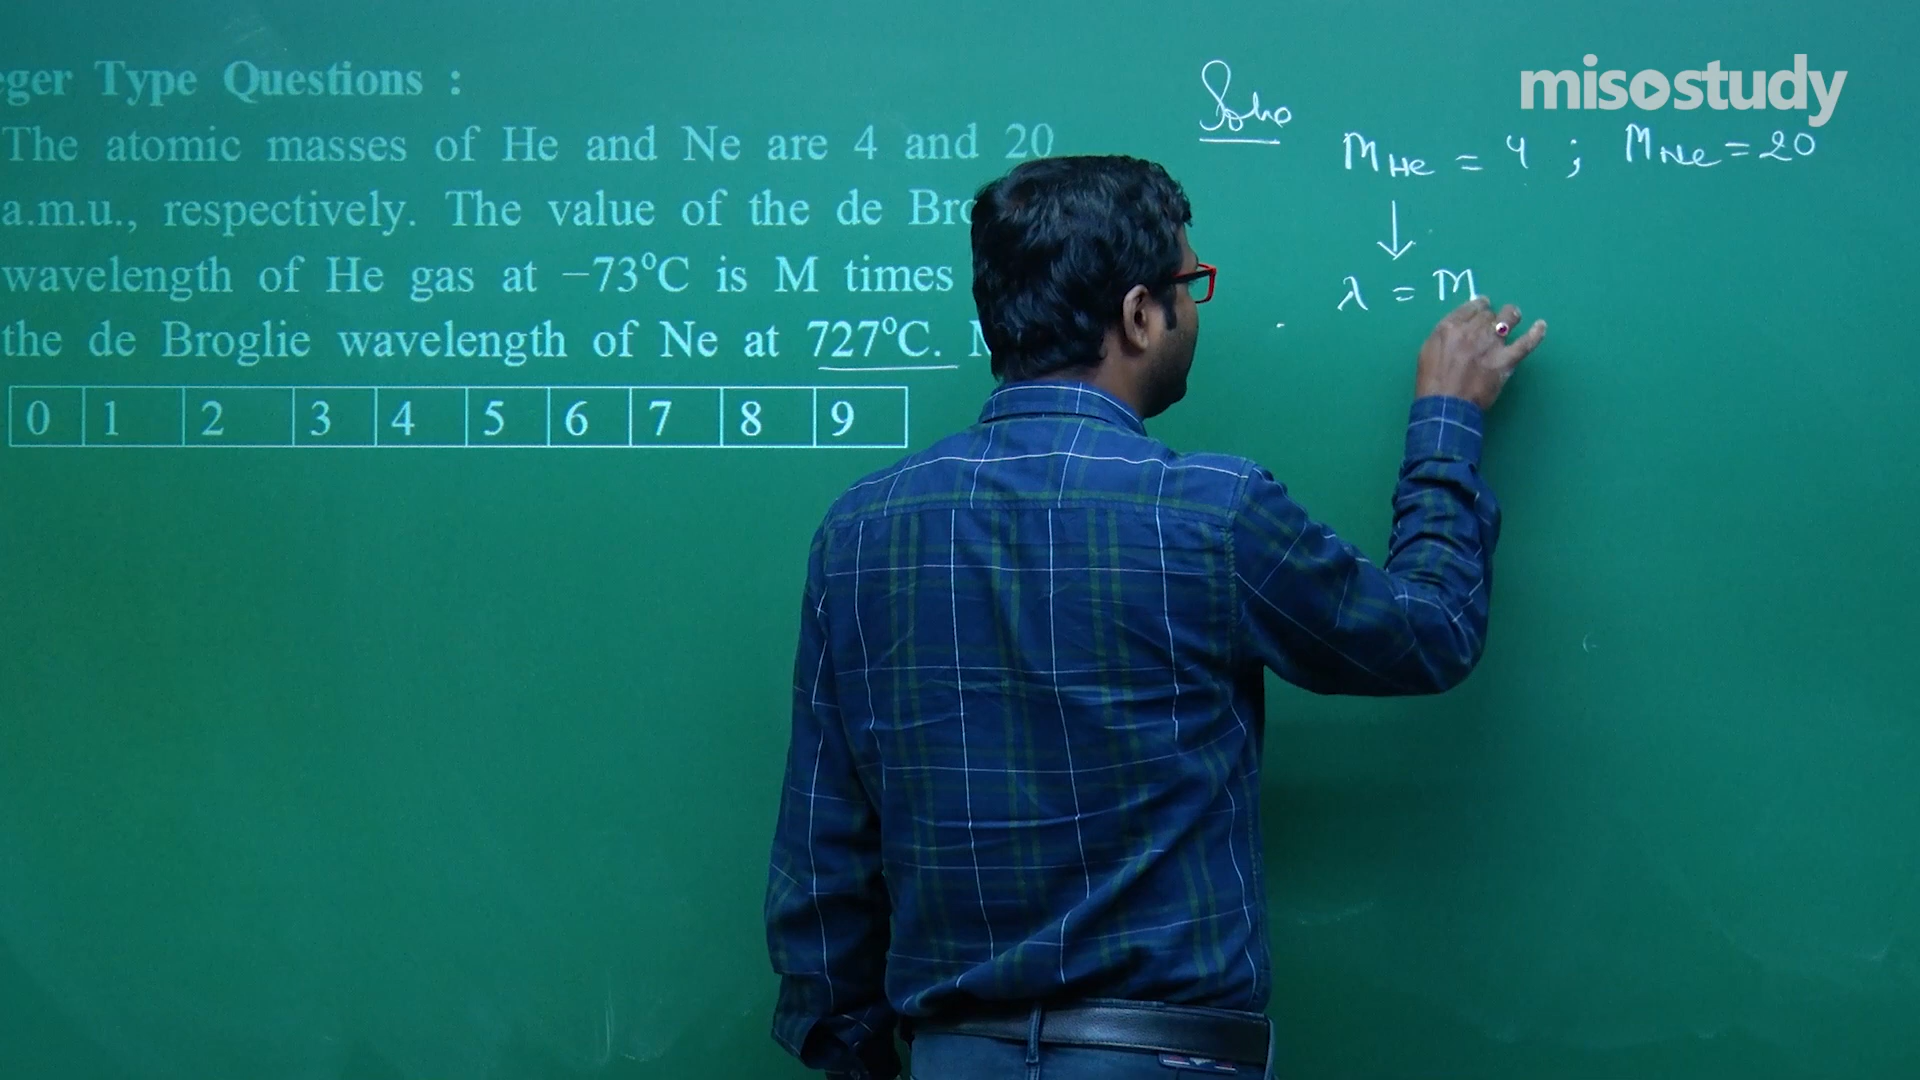 eger Type Questions :
The atomic masses of He and Ne are 4 and 20
a.m.u., respectively. The value of the de Bro
wavelength of He gas at −73°C is M times
the de Broglie wavelength of Ne at 727°C. M
0 1 2 3 4 5 6 7 8 9
misostudy
Soln
M_He = 4 ; M_Ne = 20
↓
λ = M